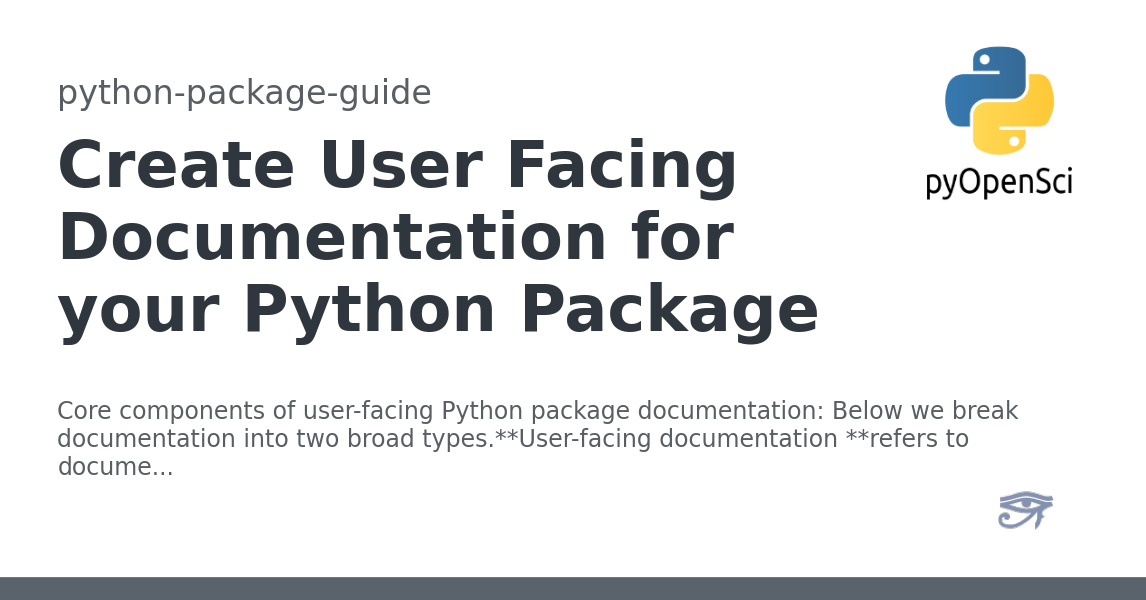 python-package-guide
Create User Facing
Documentation for
your Python Package
pyOpenSci
Core components of user-facing Python package documentation: Below we break
documentation into two broad types.**User-facing documentation **refers to
docume...